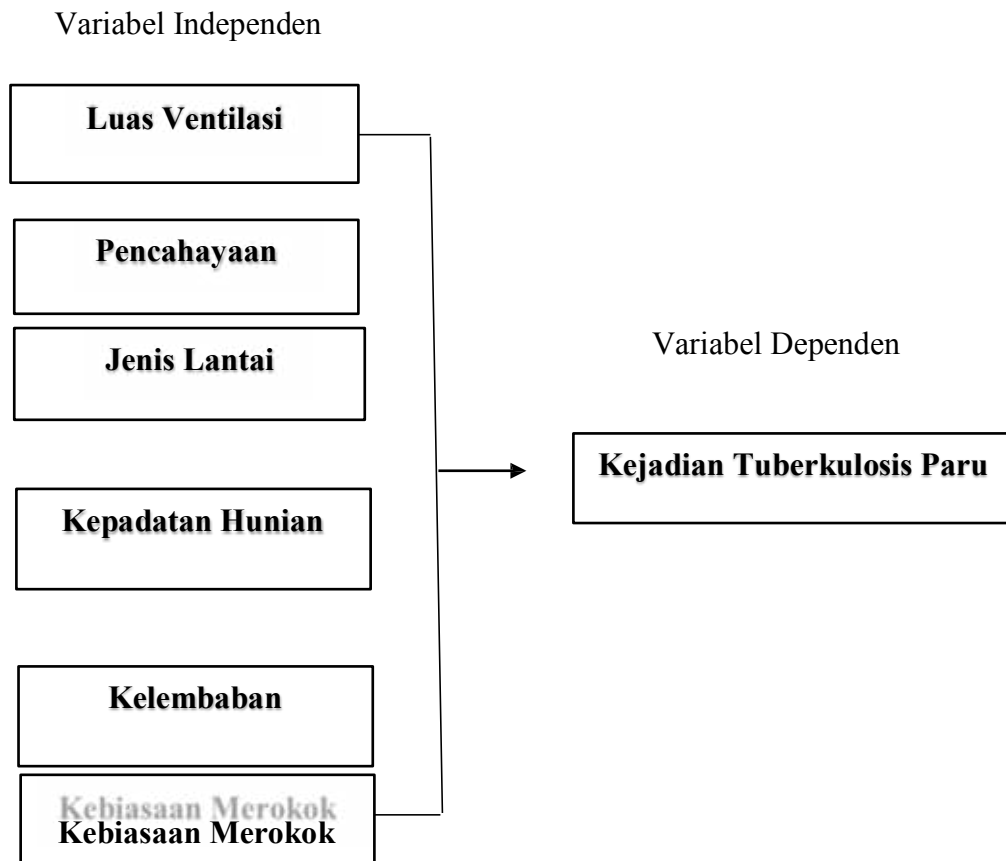 Variabel Independen
Luas Ventilasi
Pencahayaan
Jenis Lantai
Variabel Dependen
Kejadian Tuberkulosis Paru
Kepadatan Hunian
Kelembaban
Kebiasaan Merokok
Kebiasaan Merokok